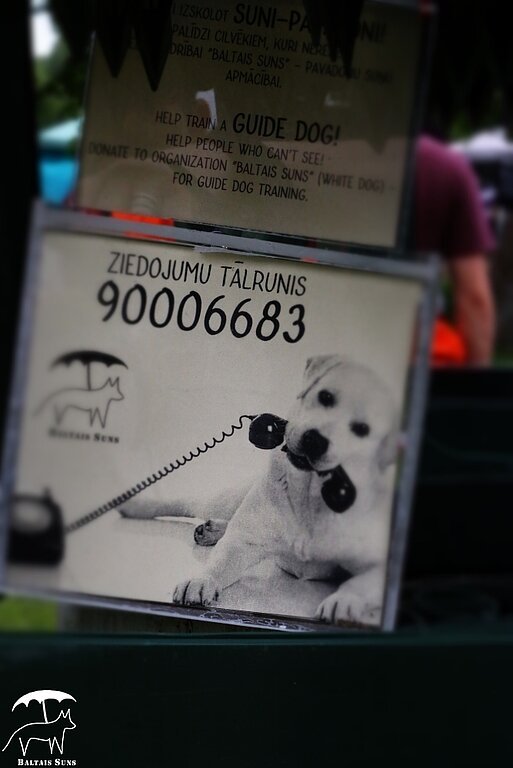 IZSKOLOT SUNI-PA
PALĪDZI CILVĒKIEM, KURI
"BALTAIS SUNS" - PAVADOŅU SUŅU
APMĀCĪBAI.
HELP TRAIN A GUIDE DOG!
HELP PEOPLE WHO CAN'T SEE!
DONATE TO ORGANIZATION "BALTAIS SUNS" (WHITE DOG) -
FOR GUIDE DOG TRAINING.
ZIEDOJUMU TĀLRUNIS
90006683
BALTAIS SUNS
BALTAIS SUNS